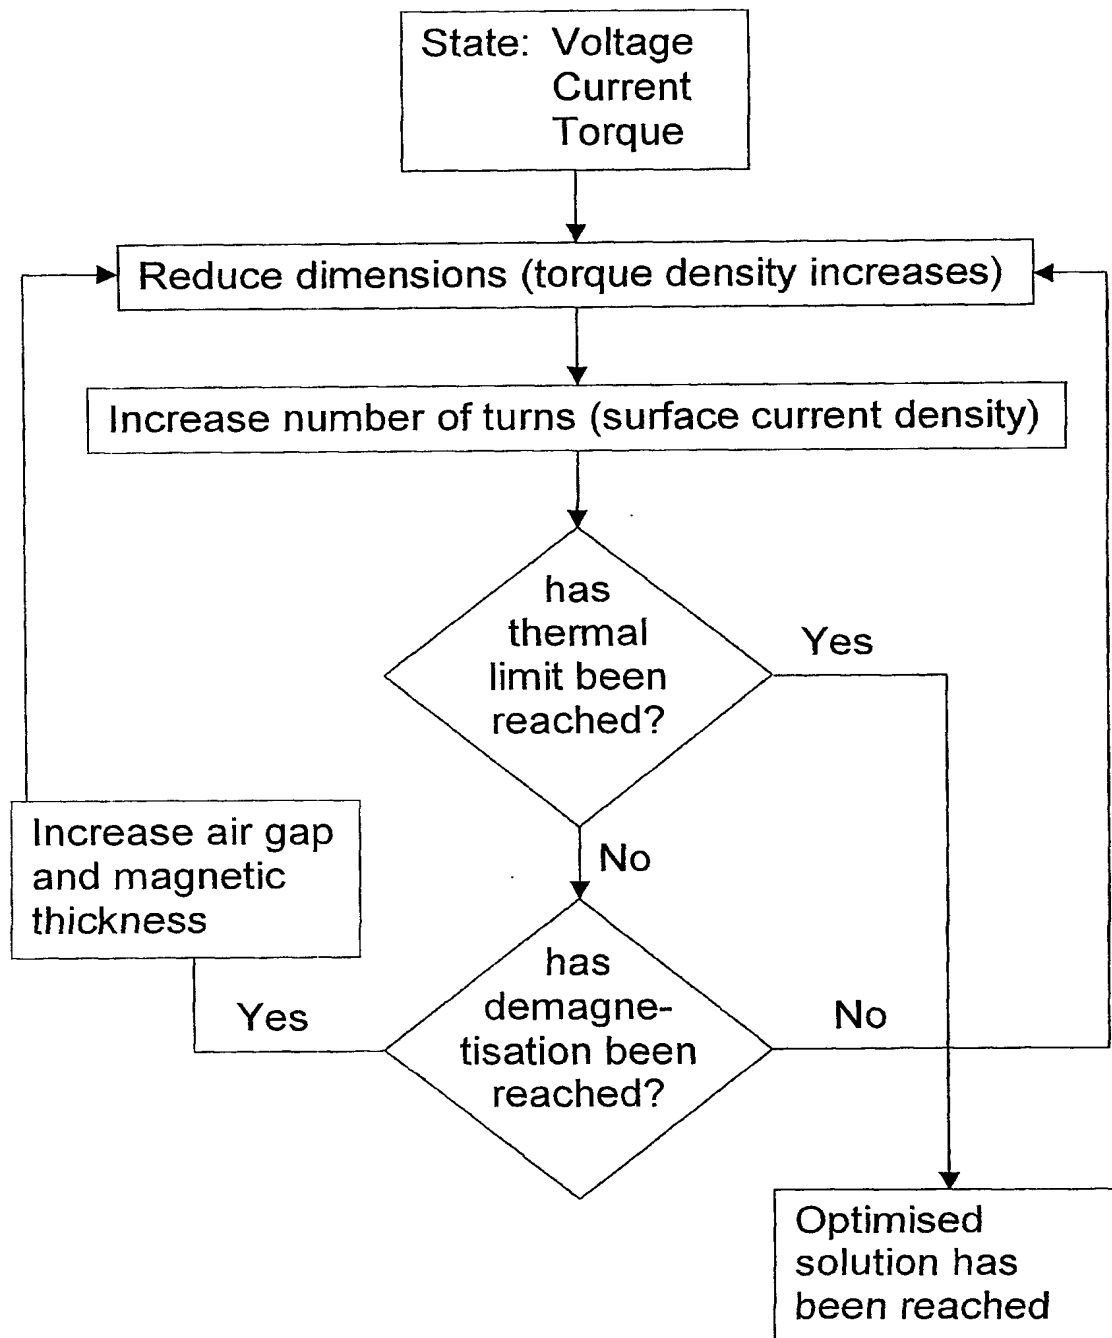 State: Voltage
Current
Torque
Reduce dimensions (torque density increases)
Increase number of turns (surface current density)
has
thermal
limit been
reached?
Yes
No
Increase air gap
and magnetic
thickness
has
demagne-
tisation been
reached?
Yes
No
Optimised
solution has
been reached